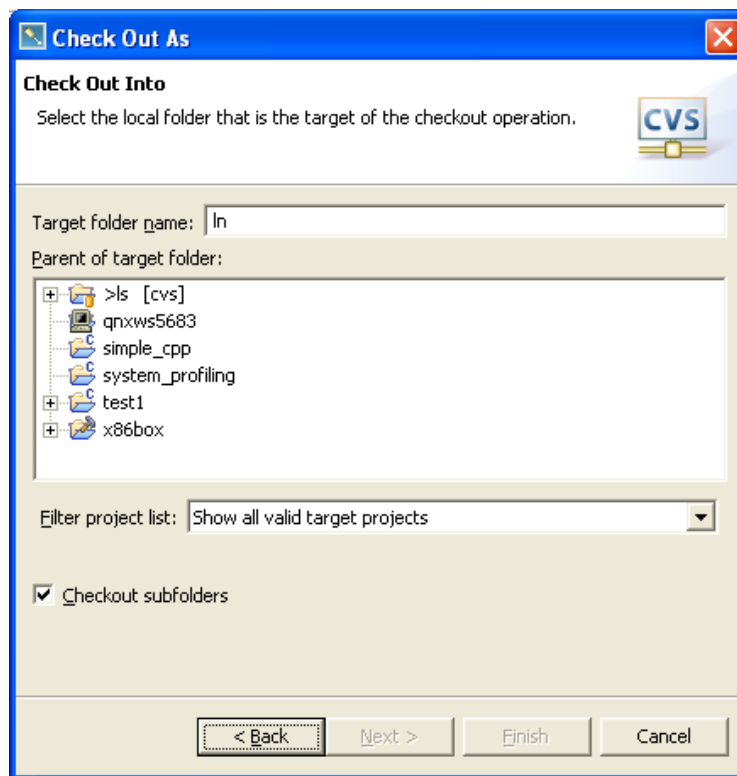 Check Out As
Check Out Into
Select the local folder that is the target of the checkout operation.
CVS
Target folder name: ln
Parent of target folder:
>ls [cvs]
qnxws5683
simple_cpp
system_profiling
test1
x86box
Filter project list: Show all valid target projects
Checkout subfolders
< Back Next > Finish Cancel